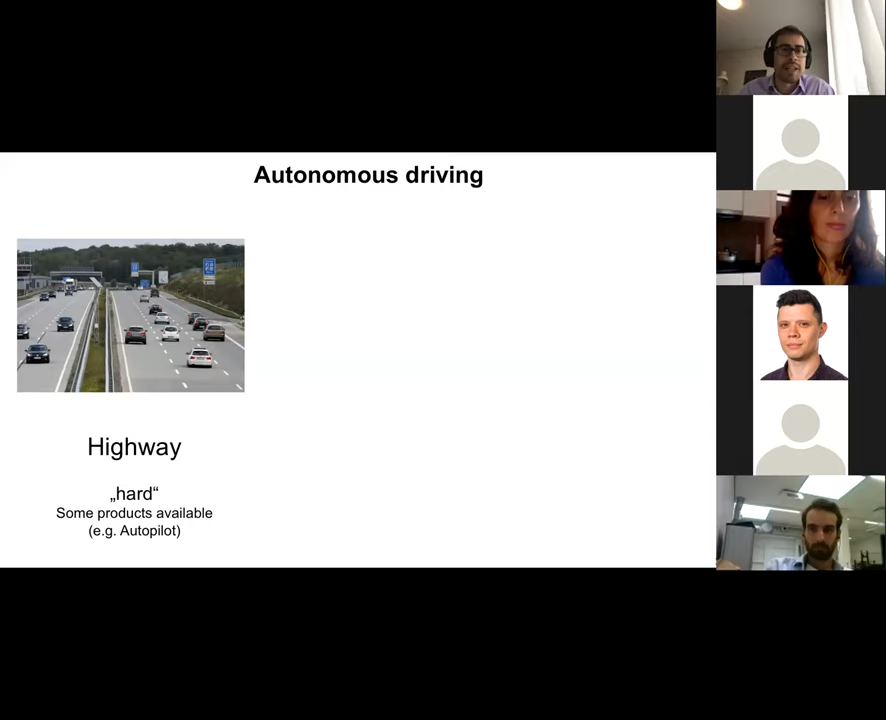 Autonomous driving
Highway
„hard“
Some products available
(e.g. Autopilot)